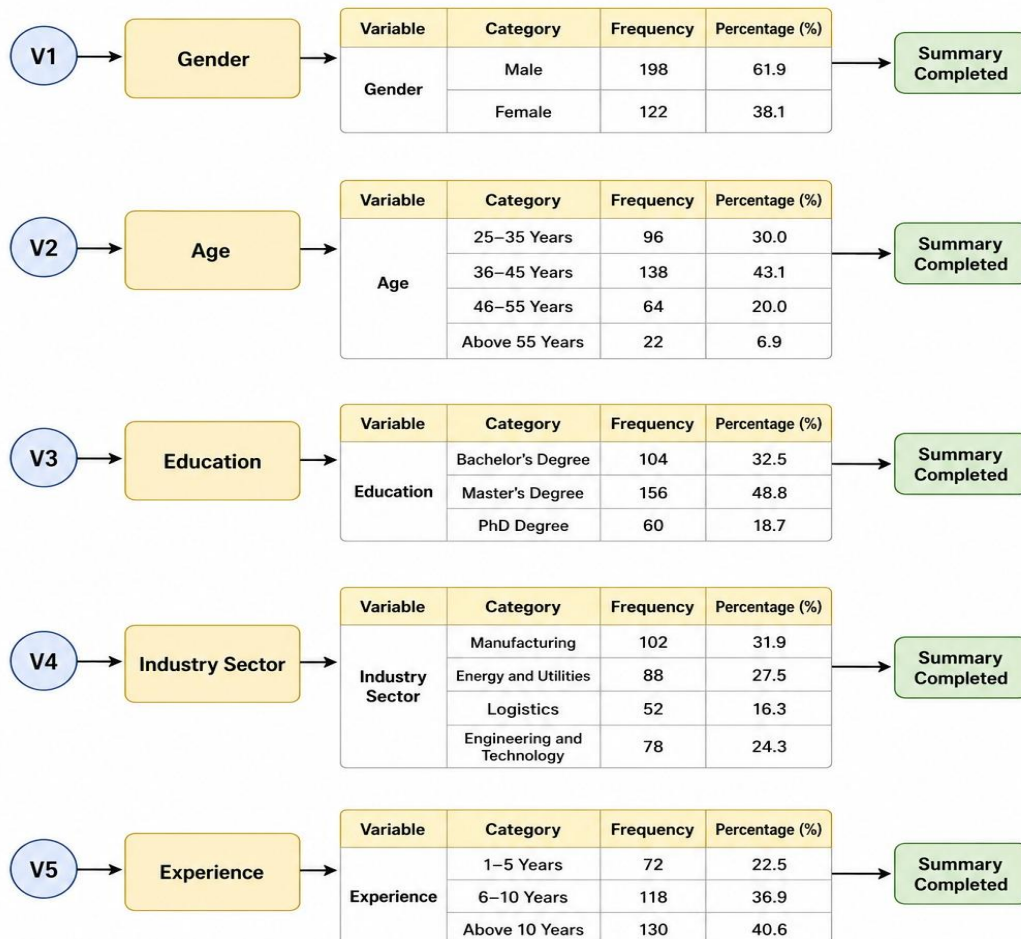 V1
Gender
Variable Category Frequency Percentage (%)
Gender
Male 198 61.9
Female 122 38.1
Summary
Completed
V2
Age
Variable Category Frequency Percentage (%)
Age
25–35 Years 96 30.0
36–45 Years 138 43.1
46–55 Years 64 20.0
Above 55 Years 22 6.9
Summary
Completed
V3
Education
Variable Category Frequency Percentage (%)
Education
Bachelor's Degree 104 32.5
Master's Degree 156 48.8
PhD Degree 60 18.7
Summary
Completed
V4
Industry Sector
Variable Category Frequency Percentage (%)
Industry
Sector
Manufacturing 102 31.9
Energy and Utilities 88 27.5
Logistics 52 16.3
Engineering and
Technology 78 24.3
Summary
Completed
V5
Experience
Variable Category Frequency Percentage (%)
Experience
1–5 Years 72 22.5
6–10 Years 118 36.9
Above 10 Years 130 40.6
Summary
Completed